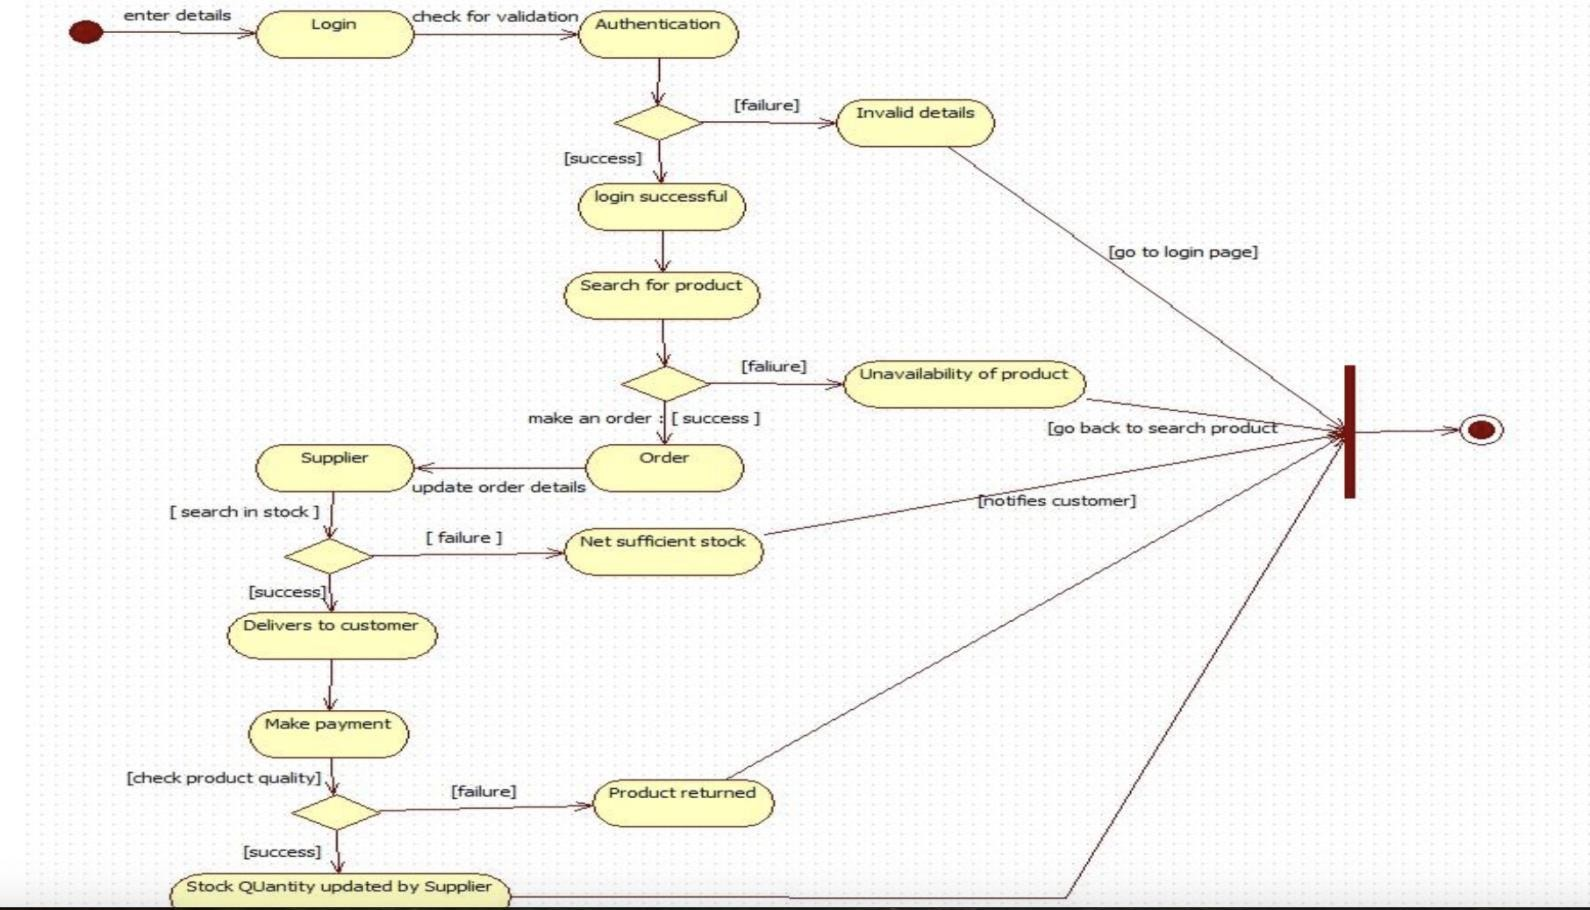 enter details
Login
check for validation
Authentication
[failure]
Invalid details
[success]
login successful
[go to login page]
Search for product
[faliure]
Unavailability of product
make an order : [ success ]
[go back to search product
Supplier
Order
update order details
[notifies customer]
[ search in stock ]
[ failure ]
Net sufficient stock
[success]
Delivers to customer
Make payment
[check product quality]
[failure]
Product returned
[success]
Stock QUantity updated by Supplier